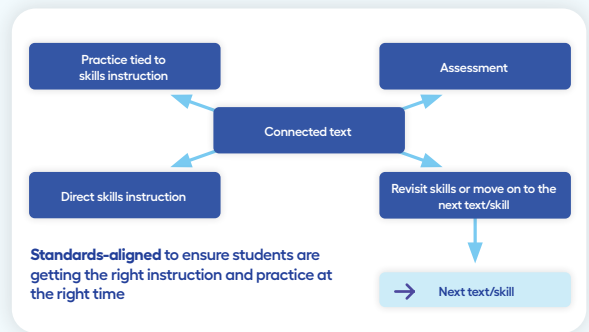 Practice tied to
skills instruction
Assessment
Connected text
Direct skills instruction
Revisit skills or move on to the
next text/skill
Standards-aligned to ensure students are
getting the right instruction and practice at
the right time
Next text/skill